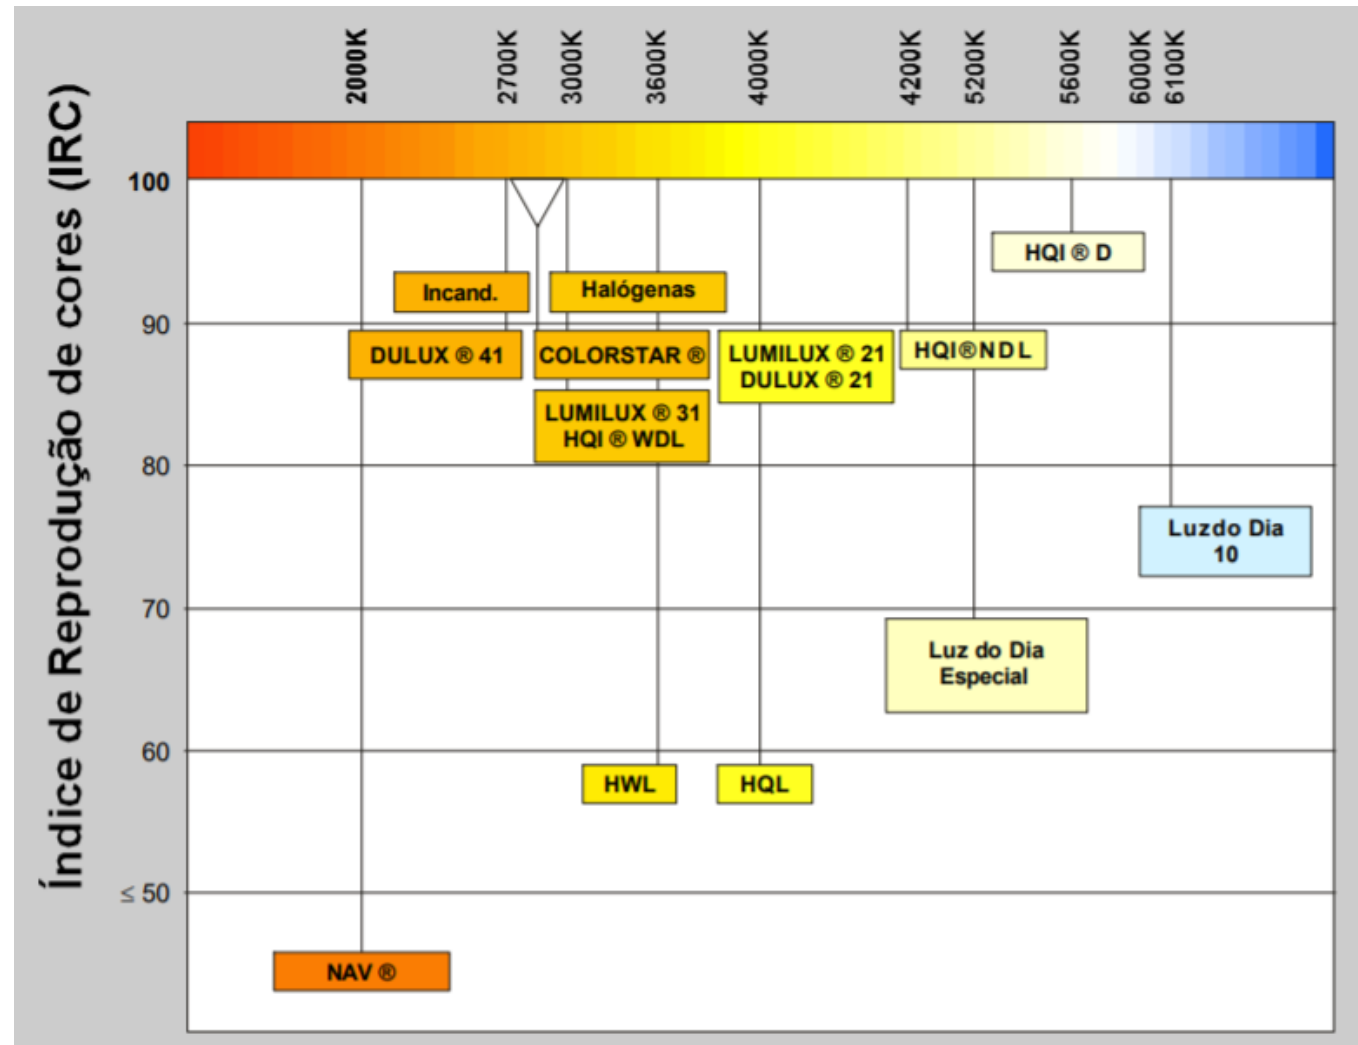 Índice de Reprodução de cores (IRC)
2000K
2700K
3000K
3600K
4000K
4200K
5200K
5600K
6000K
6100K
100
HQI ® D
Incand.
Halógenas
90
DULUX ® 41
COLORSTAR ®
LUMILUX ® 21
DULUX ® 21
HQI®NDL
LUMILUX ® 31
HQI ® WDL
80
Luzdo Dia
10
70
Luz do Dia
Especial
60
HWL
HQL
≤ 50
NAV ®